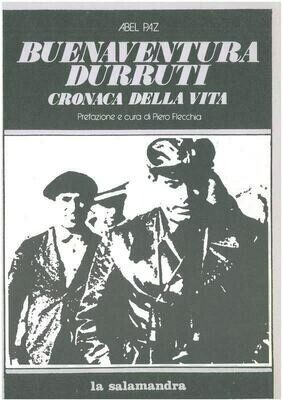 ABEL PAZ
BUENAVENTURA
DURRUTI
CRONACA DELLA VITA
Prefazione e cura di Piero Flecchia
la salamandra